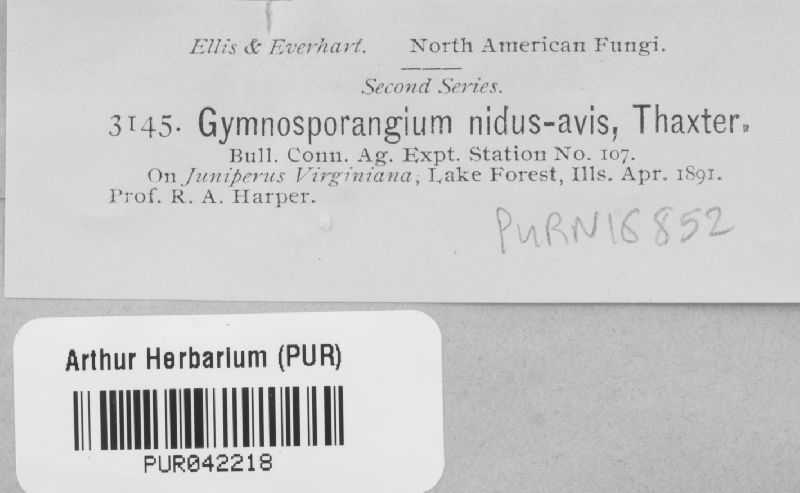 Ellis & Everhart. North American Fungi.
Second Series.
3145. Gymnosporangium nidus-avis, Thaxter.
Bull. Conn. Ag. Expt. Station No. 107.
On Juniperus Virginiana, Lake Forest, Ills. Apr. 1891.
Prof. R. A. Harper.
PURN16852
Arthur Herbarium (PUR)
PUR042218